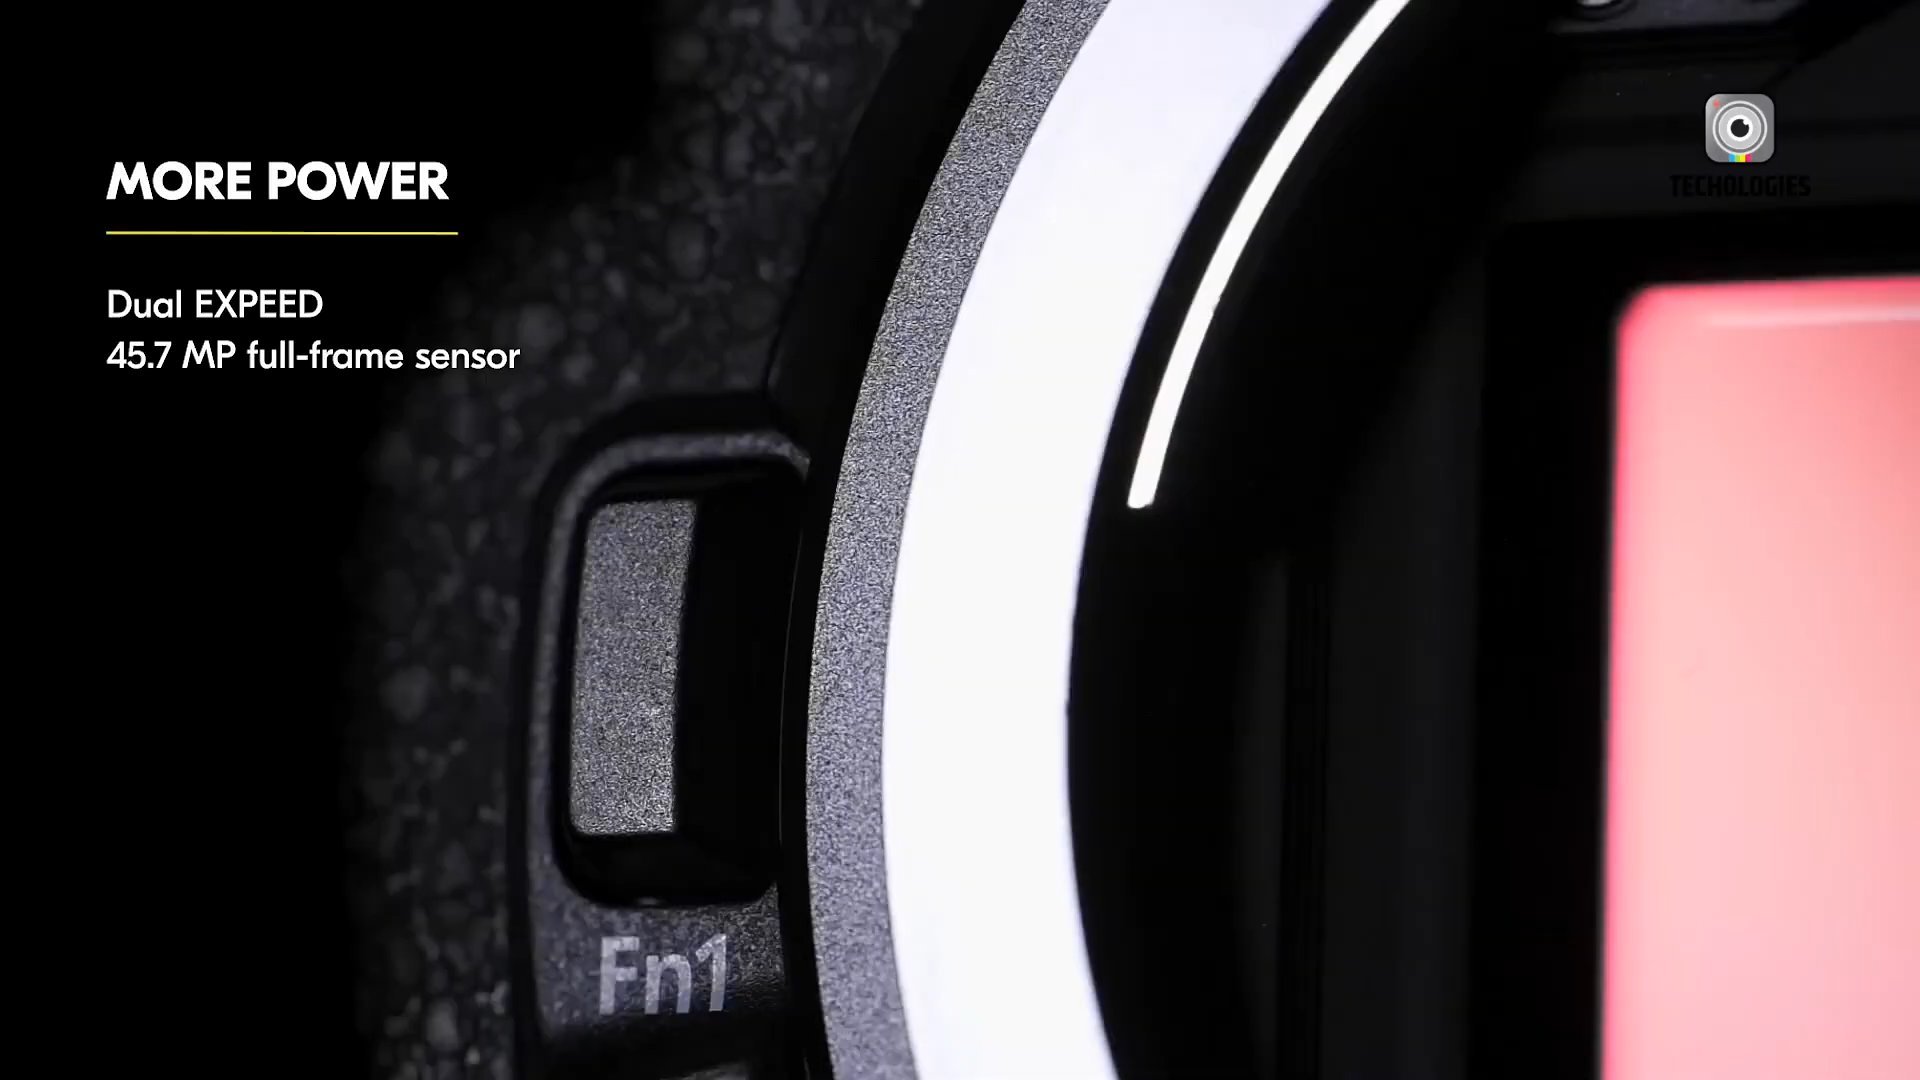 MORE POWER
Dual EXPEED
45.7 MP full-frame sensor
TECHOLOGIES
Fn1